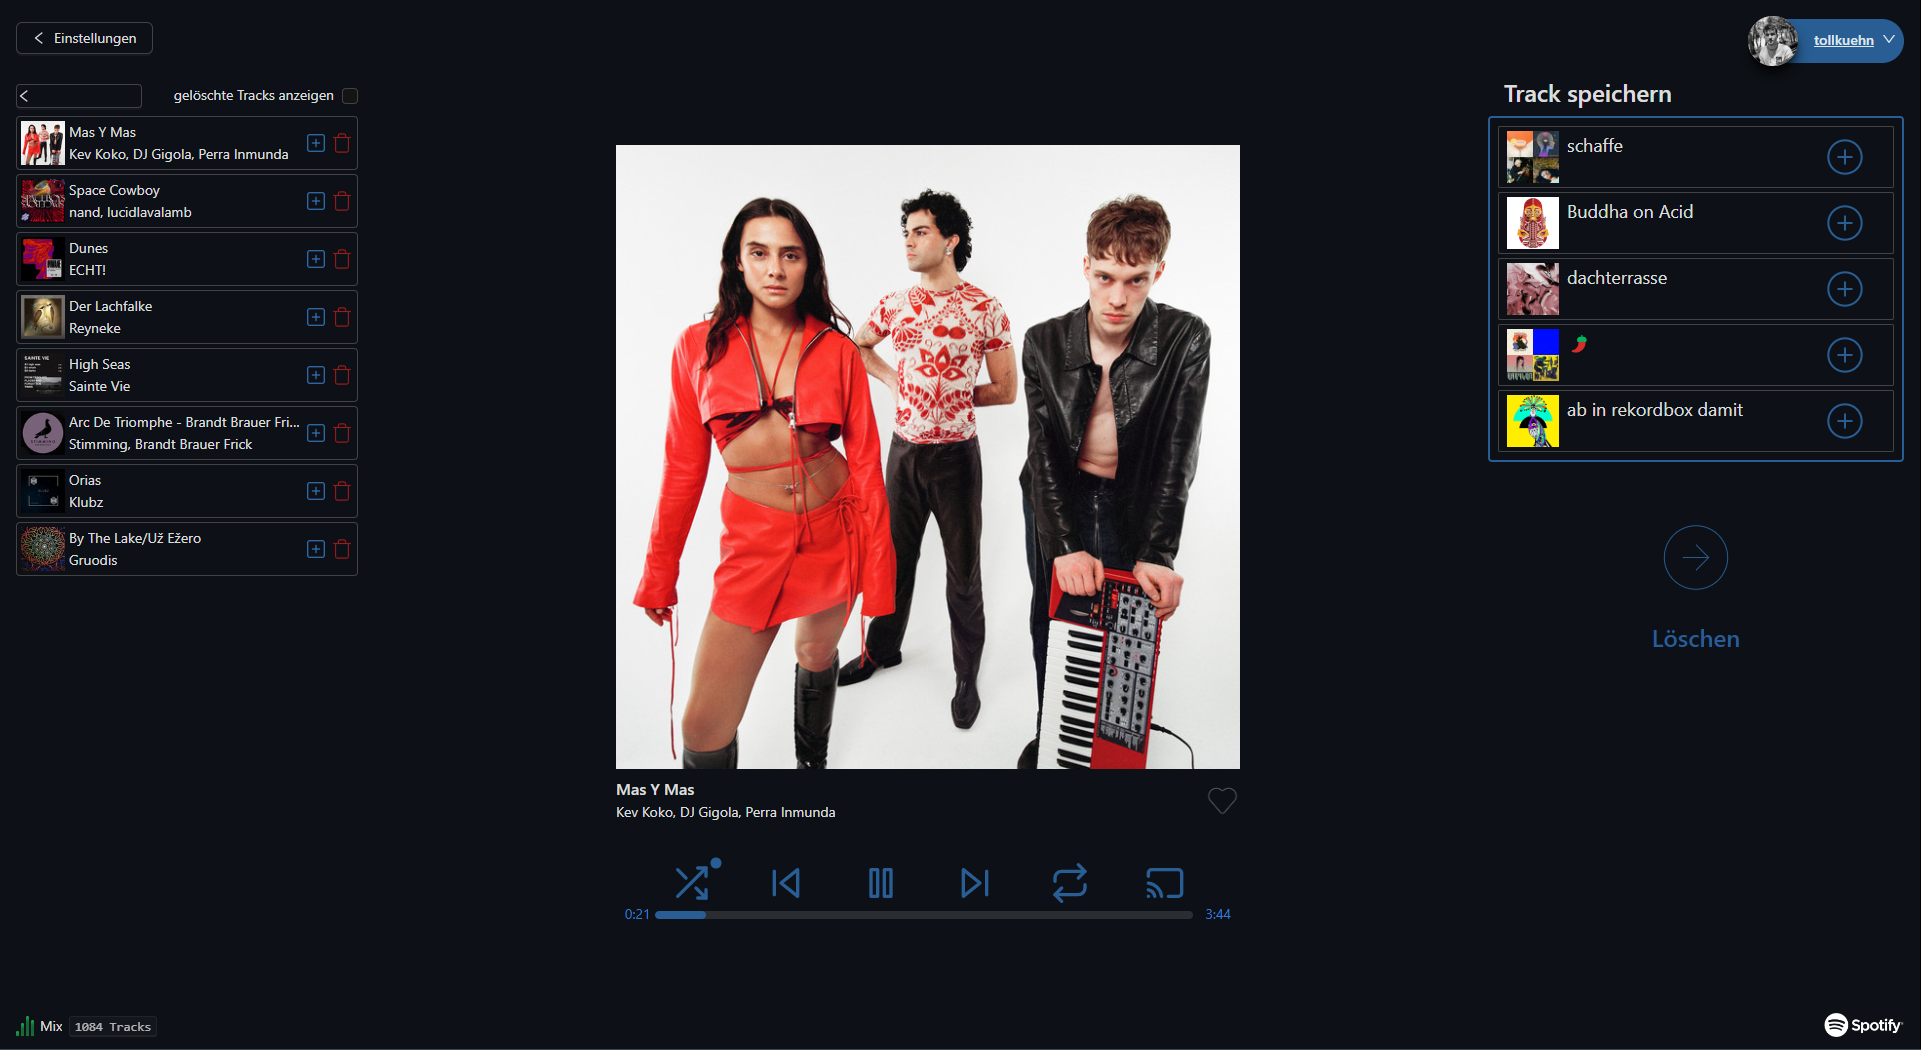 Einstellungen
tollkuehn
gelöschte Tracks anzeigen
Mas Y Mas
Kev Koko, DJ Gigola, Perra Inmunda
Space Cowboy
nand, lucidlavalamb
Dunes
ECHT!
Der Lachfalke
Reyneke
High Seas
Sainte Vie
Arc De Triomphe - Brandt Brauer Fri...
Stimming, Brandt Brauer Frick
Orias
Klubz
By The Lake/Už Ežero
Gruodis
Mas Y Mas
Kev Koko, DJ Gigola, Perra Inmunda
0:21
3:44
Track speichern
schaffe
Buddha on Acid
dachterrasse
🌶️
ab in rekordbox damit
Löschen
Mix 1084 Tracks
Spotify